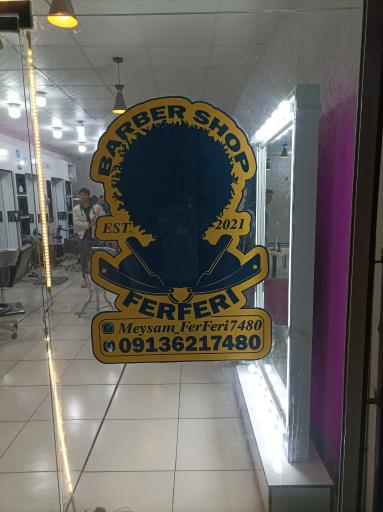 BARBER SHOP
EST. 2021
FERFERI
Meysam_FerFeri7480
09136217480